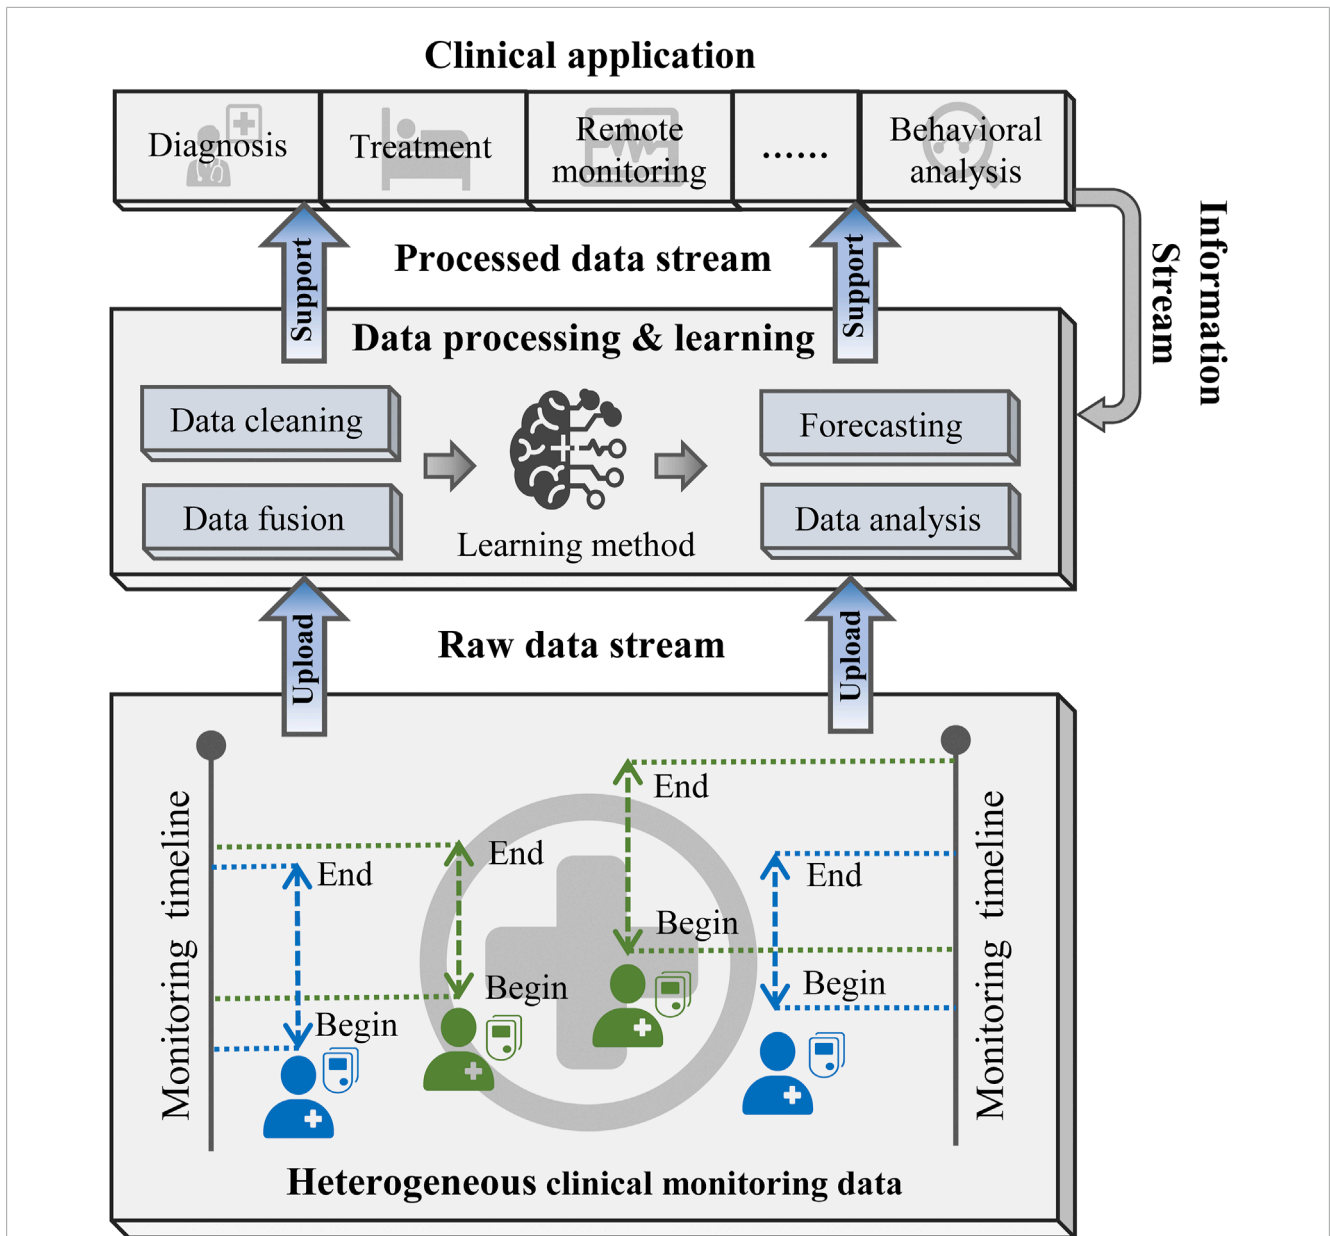 Clinical application
Diagnosis
Treatment
Remote
monitoring
......
Behavioral
analysis
Support
Processed data stream
Support
Information
Stream
Data processing & learning
Data cleaning
Data fusion
Learning method
Forecasting
Data analysis
Upload
Raw data stream
Upload
Monitoring timeline
End
Begin
End
Begin
End
Begin
End
Begin
Monitoring timeline
Heterogeneous clinical monitoring data